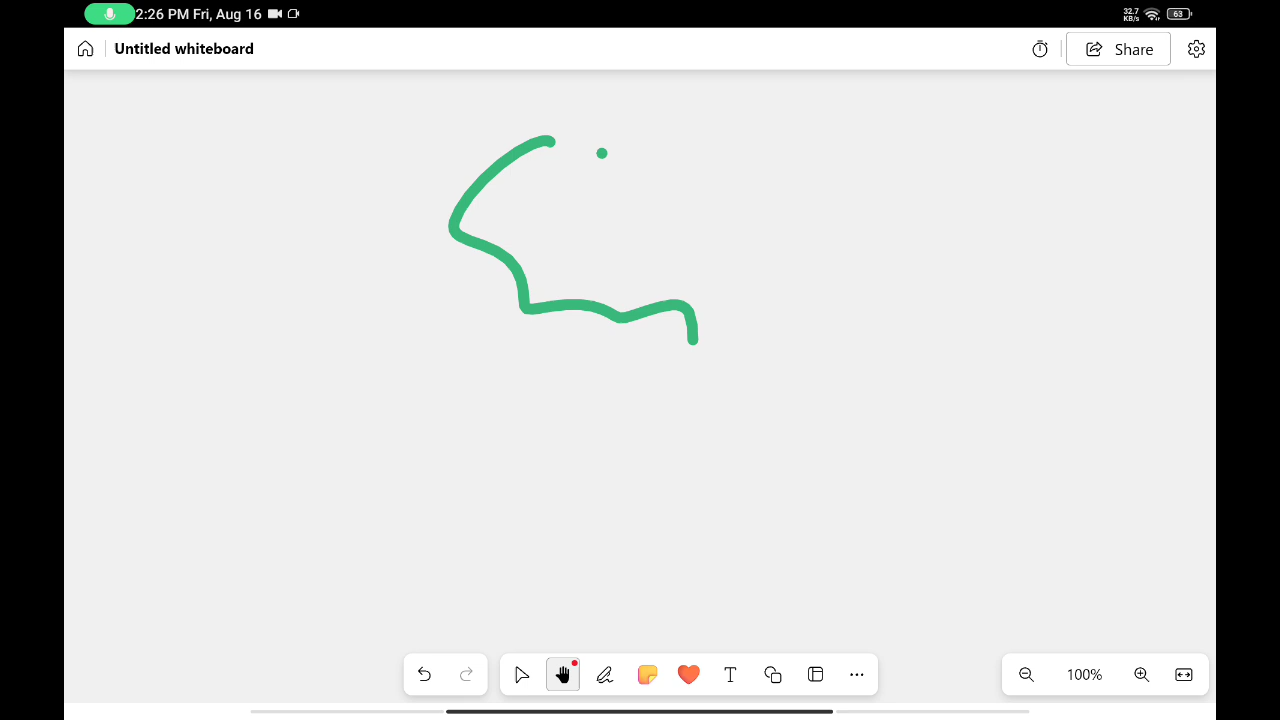 2:26 PM Fri, Aug 16
32.7
KB/s
63
Untitled whiteboard
Share
100%